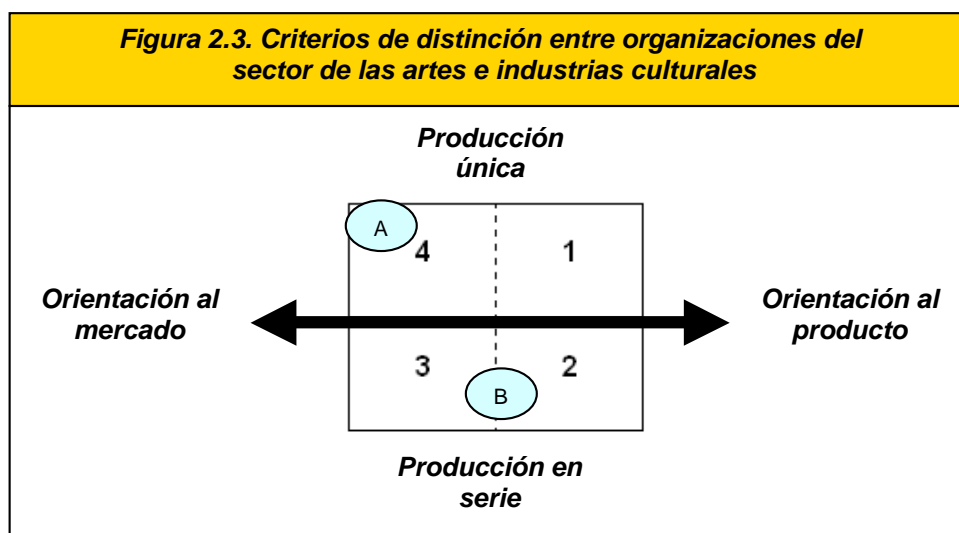 Figura 2.3. Criterios de distinción entre organizaciones del
sector de las artes e industrias culturales
Producción
única
A
4
1
Orientación al
mercado
Orientación al
producto
3
2
B
Producción en
serie